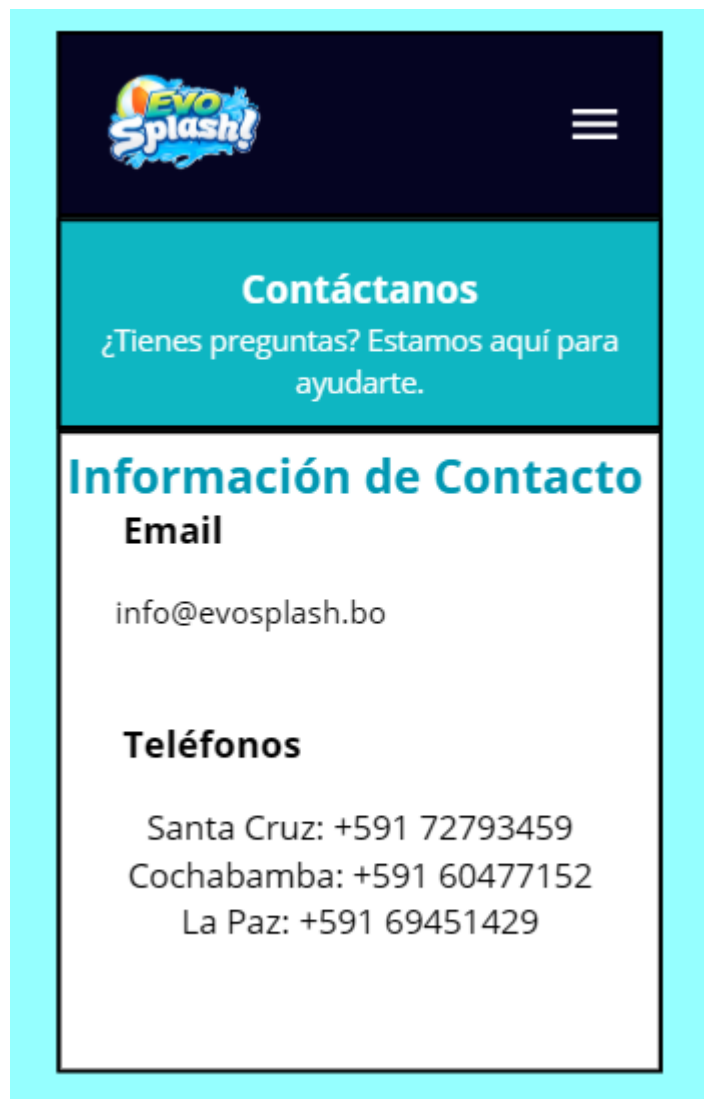 Evo
Splash!
Contáctanos
¿Tienes preguntas? Estamos aquí para
ayudarte.
Información de Contacto
Email
info@evosplash.bo
Teléfonos
Santa Cruz: +591 72793459
Cochabamba: +591 60477152
La Paz: +591 69451429